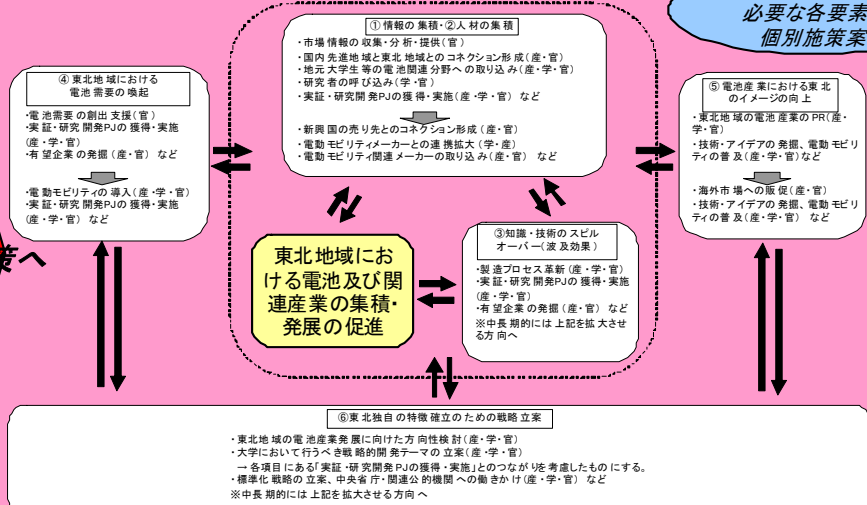 必要な各要素
個別施策案
①情報の集積・②人材の集積
・市場情報の収集・分析・提供（官）
・国内先進地域と東北地域とのコネクション形成（産・官）
・地元大学生等の電池関連分野への取り込み（産・学・官）
・研究者の呼び込み（学・官）
・実証・研究開発PJの獲得・実施（産・学・官）など
・新興国の売り先とのコネクション形成（産・官）
・電動モビリティメーカーとの連携拡大（学・産）
・電動モビリティ関連メーカーの取り込み（産・官）など
④東北地域における
電池需要の喚起
・電池需要の創出支援（官）
・実証・研究開発PJの獲得・実施
（産・学・官）
・有望企業の発掘（産・官）など
・電動モビリティの導入（産・学・官）
・実証・研究開発PJの獲得・実施
（産・学・官）など
⑤電池産業における東北
のイメージの向上
・東北地域の電池産業のPR（産・
学・官）
・技術・アイデアの発掘、電動モビリ
ティの普及（産・学・官）など
・海外市場への販促（産・官）
・技術・アイデアの発掘、電動モビリ
ティの普及（産・学・官）など
策へ
東北地域にお
ける電池及び関
連産業の集積・
発展の促進
③知識・技術のスピル
オーバー（波及効果）
・製造プロセス革新（産・学・官）
・実証・研究開発PJの獲得・実施
（産・学・官）
・有望企業の発掘（産・官）など
※中長期的には上記を拡大させ
る方向へ
⑥東北独自の特徴確立のための戦略立案
・東北地域の電池産業発展に向けた方向性検討（産・学・官）
・大学において行うべき戦略的開発テーマの立案（産・学・官）
→各項目にある「実証・研究開発PJの獲得・実施」とのつながりを考慮したものにする。
・標準化戦略の立案、中央省庁・関連公的機関への働きかけ（産・学・官）など
※中長期的には上記を拡大させる方向へ